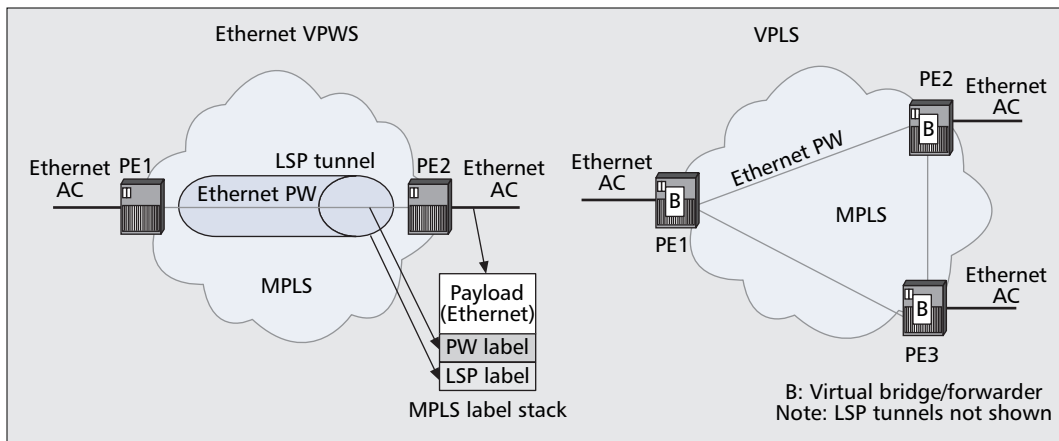 Ethernet VPWS
Ethernet
AC
PE1
LSP tunnel
PE2
Ethernet
AC
Ethernet PW
MPLS
Payload
(Ethernet)
PW label
LSP label
MPLS label stack
VPLS
PE2
Ethernet
AC
B
Ethernet PW
Ethernet
AC
B
PE1
MPLS
Ethernet
AC
B
PE3
B: Virtual bridge/forwarder
Note: LSP tunnels not shown